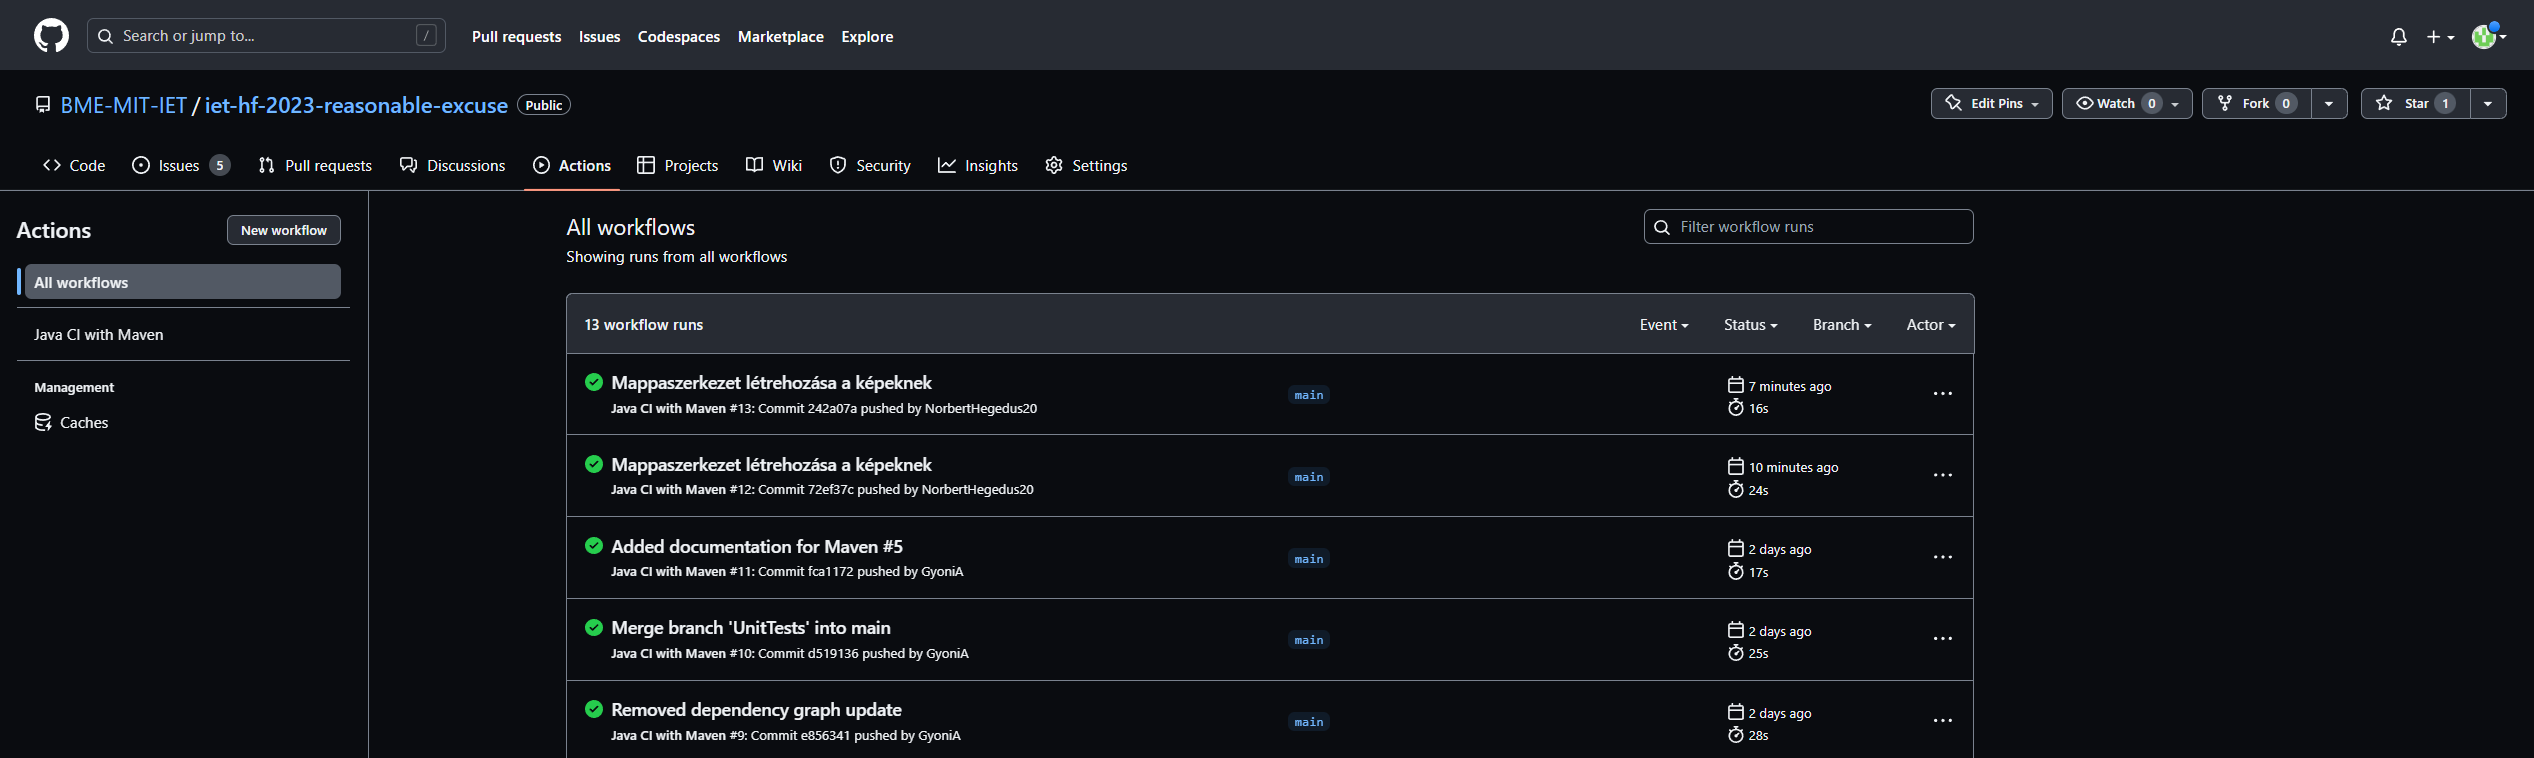 Search or jump to... /
Pull requests Issues Codespaces Marketplace Explore
BME-MIT-IET / iet-hf-2023-reasonable-excuse Public
Edit Pins Watch 0 Fork 0 Star 1
Code Issues 5 Pull requests Discussions Actions Projects Wiki Security Insights Settings
Actions
New workflow
All workflows
Java CI with Maven
Management
Caches
All workflows
Showing runs from all workflows
Filter workflow runs
13 workflow runs
Event Status Branch Actor
Mappaszerkezet létrehozása a képeknek
Java CI with Maven #13: Commit 242a07a pushed by NorbertHegedus20
main
7 minutes ago
16s
Mappaszerkezet létrehozása a képeknek
Java CI with Maven #12: Commit 72ef37c pushed by NorbertHegedus20
main
10 minutes ago
24s
Added documentation for Maven #5
Java CI with Maven #11: Commit fca1172 pushed by GyoniA
main
2 days ago
17s
Merge branch 'UnitTests' into main
Java CI with Maven #10: Commit d519136 pushed by GyoniA
main
2 days ago
25s
Removed dependency graph update
Java CI with Maven #9: Commit e856341 pushed by GyoniA
main
2 days ago
28s